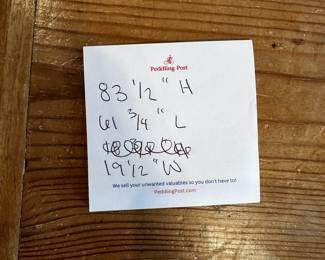 Peddling Post
83 1/2" H
61 3/4" L
19 1/2" W
We sell your unwanted valuables so you don't have to!
PeddlingPost.com